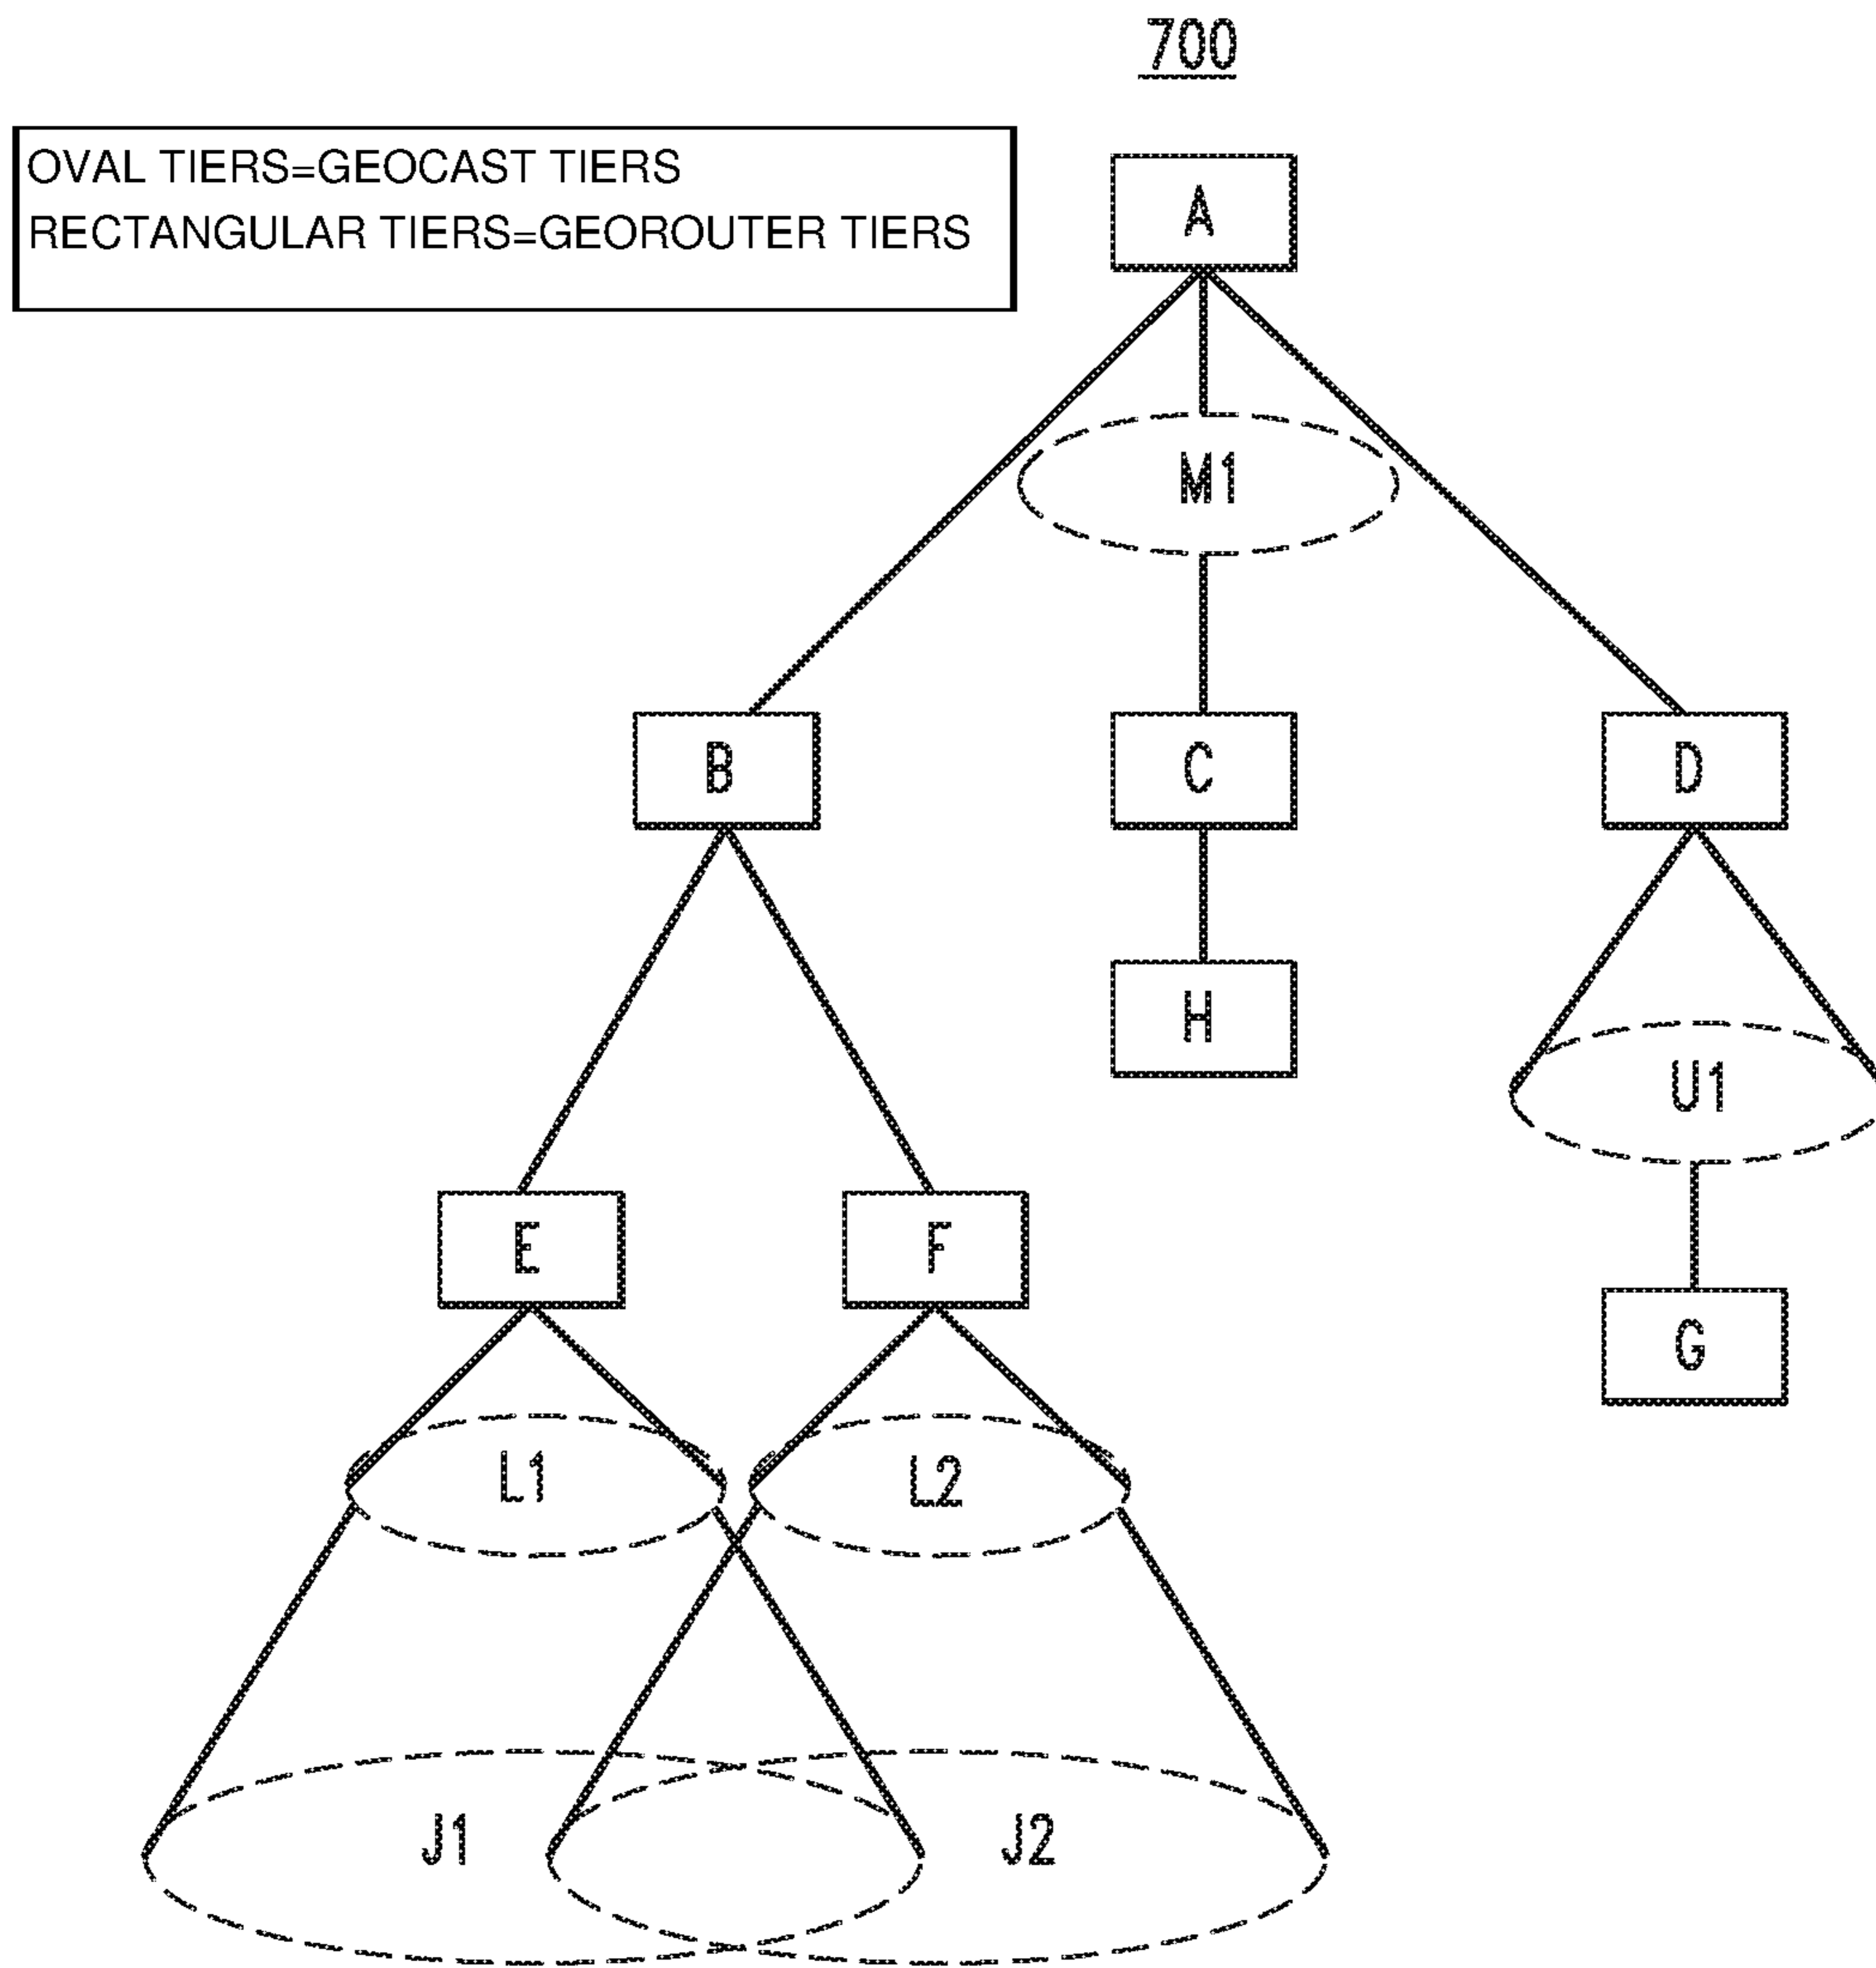 700
OVAL TIERS=GEOCAST TIERS
RECTANGULAR TIERS=GEOROUTER TIERS
A
M1
B
C
D
H
U1
E
F
G
L1
L2
J1
J2